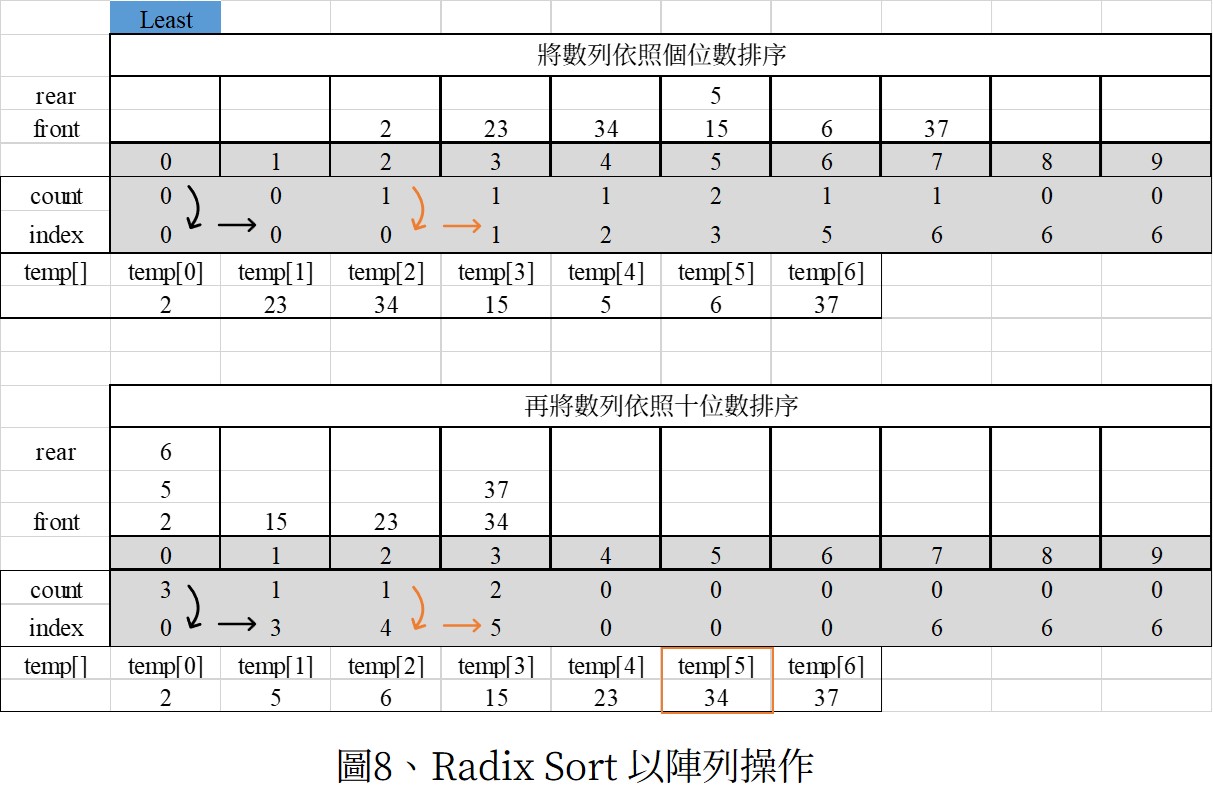 Least
將數列依照個位數排序
rear 5
front 2 23 34 15 6 37
0 1 2 3 4 5 6 7 8 9
count 0 0 1 1 1 2 1 1 0 0
index 0 0 0 1 2 3 5 6 6 6
temp[] temp[0] temp[1] temp[2] temp[3] temp[4] temp[5] temp[6]
2 23 34 15 5 6 37
再將數列依照十位數排序
rear 6
5 37
front 2 15 23 34
0 1 2 3 4 5 6 7 8 9
count 3 1 1 2 0 0 0 0 0 0
index 0 3 4 5 0 0 0 6 6 6
temp[] temp[0] temp[1] temp[2] temp[3] temp[4] temp[5] temp[6]
2 5 6 15 23 34 37
圖8、Radix Sort 以陣列操作